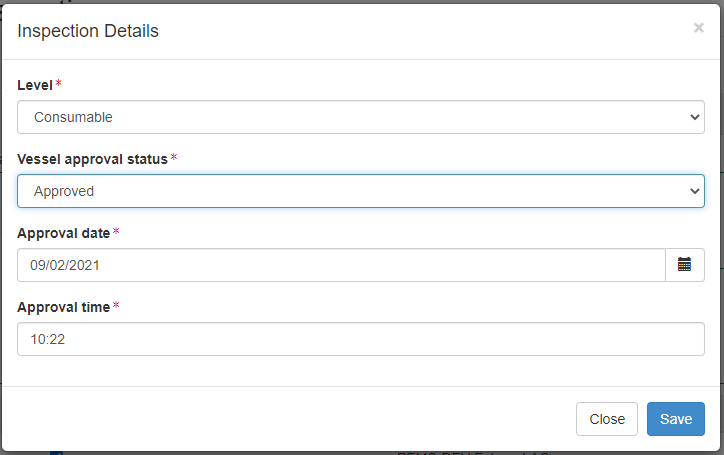 Inspection Details
×
Level*
Consumable
Vessel approval status*
Approved
Approval date*
09/02/2021
Approval time*
10:22
Close Save